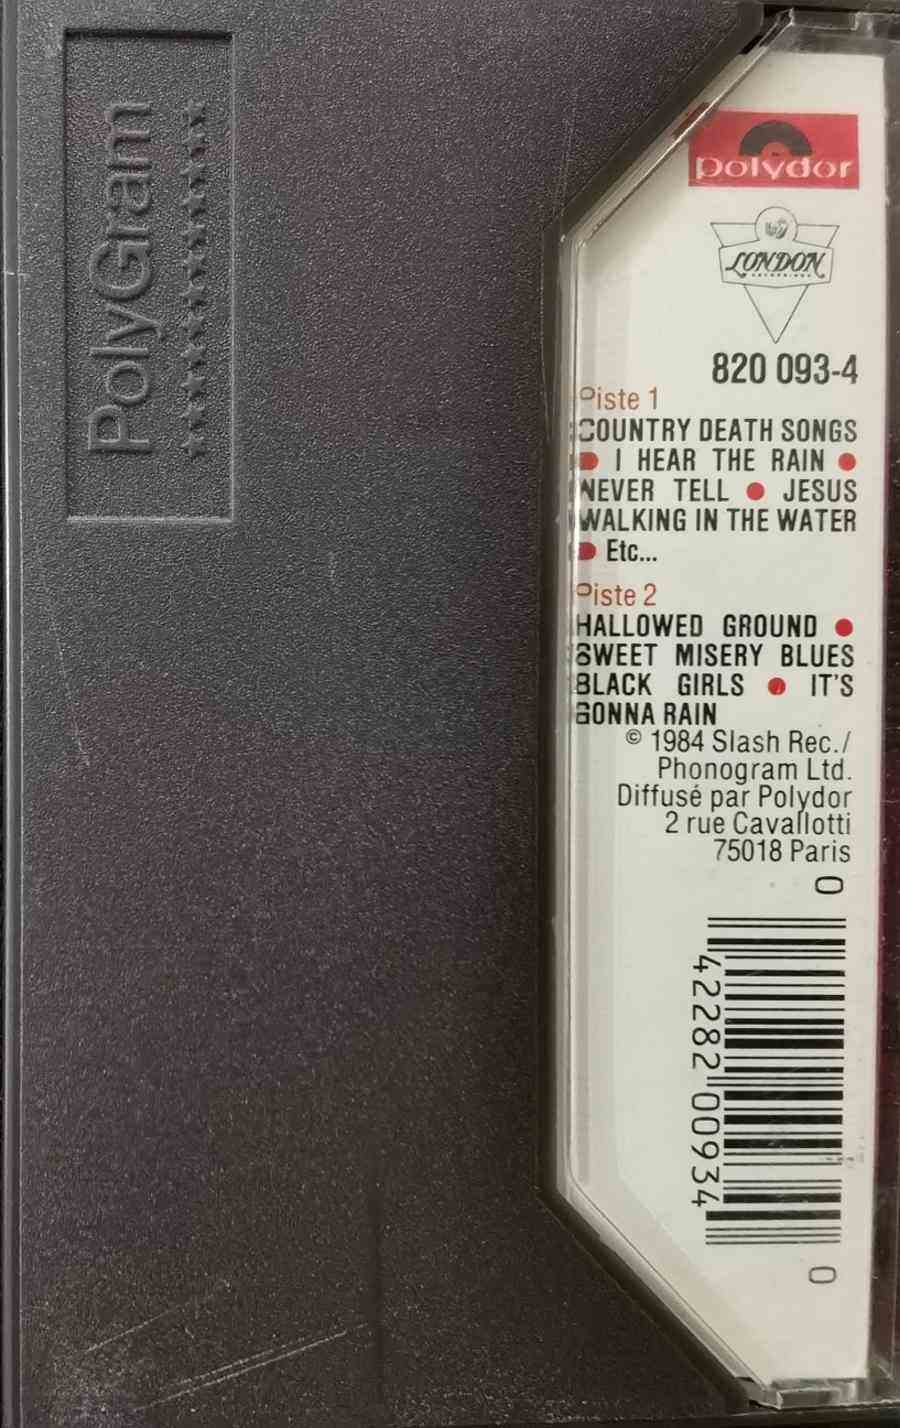 PolyGram
polydor
LONDON
820 093-4
Piste 1
COUNTRY DEATH SONGS
● I HEAR THE RAIN ●
NEVER TELL ● JESUS
WALKING IN THE WATER
● Etc...
Piste 2
HALLOWED GROUND ●
SWEET MISERY BLUES
BLACK GIRLS ● IT'S
GONNA RAIN
© 1984 Slash Rec./
Phonogram Ltd.
Diffusé par Polydor
2 rue Cavallotti
75018 Paris
0 42282 00934 0